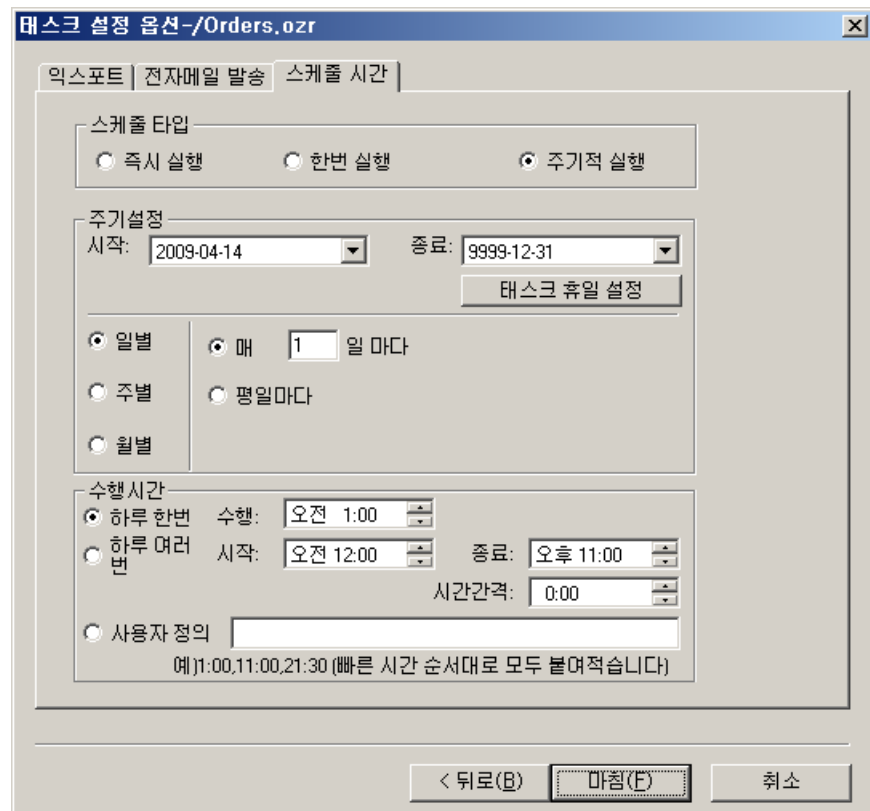 태스크 설정 옵션-/Orders.ozr
익스포트 전자메일 발송 스케줄 시간
스케줄 타입
즉시 실행 한번 실행 주기적 실행
주기설정
시작: 2009-04-14 종료: 9999-12-31
태스크 휴일 설정
일별 매 1 일 마다
주별 평일마다
월별
수행시간
하루 한번 수행: 오전 1:00
하루 여러
번 시작: 오전 12:00 종료: 오후 11:00
시간간격: 0:00
사용자 정의
예)1:00,11:00,21:30 (빠른 시간 순서대로 모두 붙여적습니다)
< 뒤로(B) 마침(F) 취소